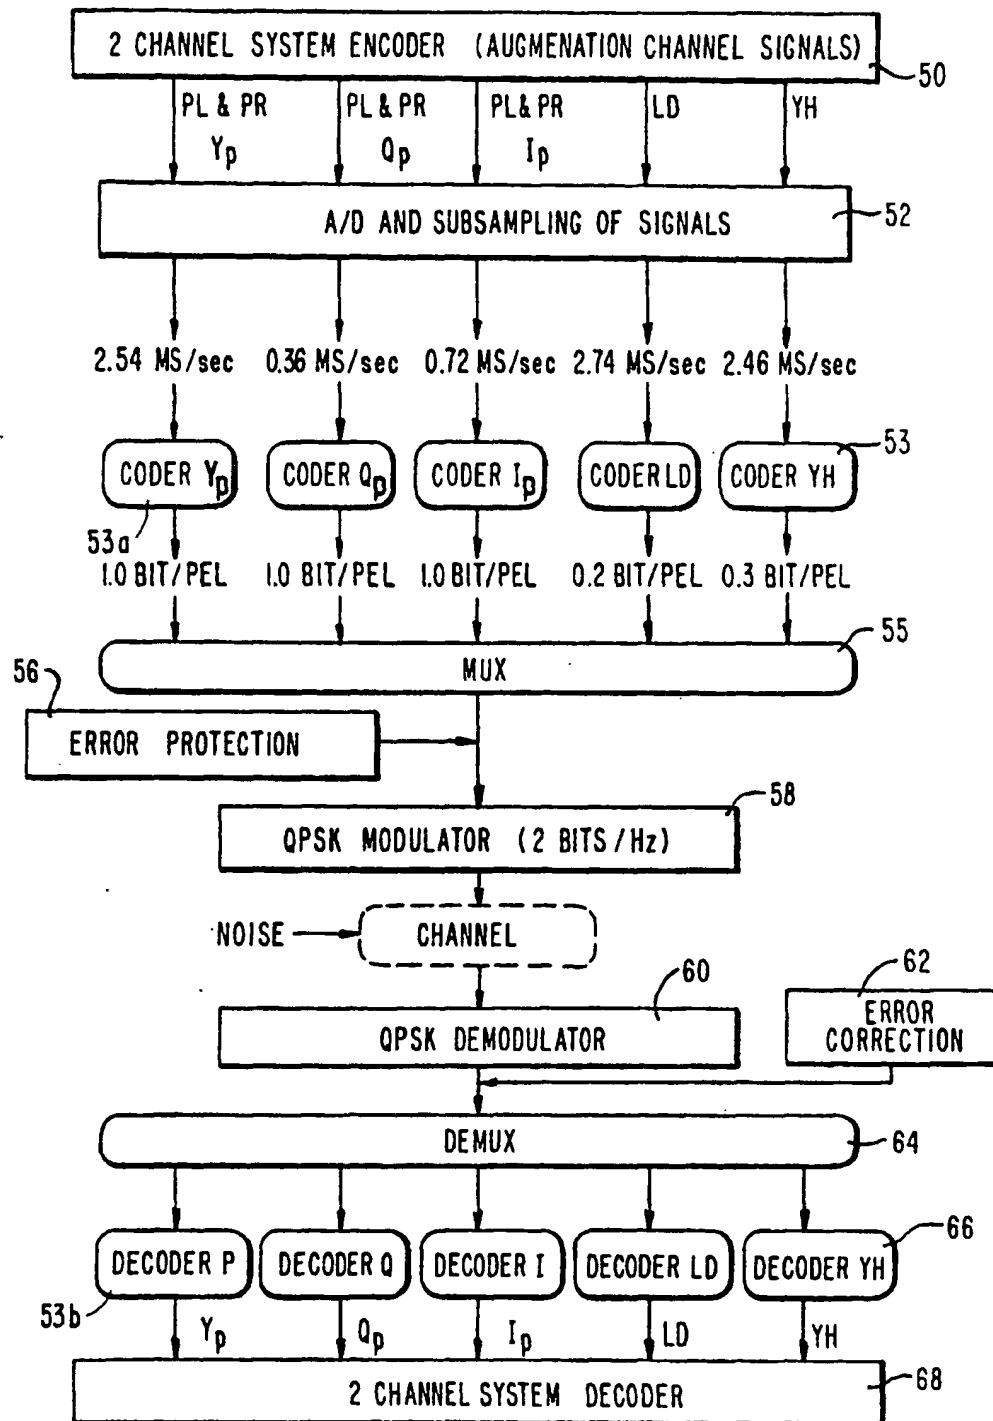 2 CHANNEL SYSTEM ENCODER (AUGMENATION CHANNEL SIGNALS)
50
PL & PR PL & PR PL & PR LD YH
Yp Qp Ip
A/D AND SUBSAMPLING OF SIGNALS
52
2.54 MS/sec 0.36 MS/sec 0.72 MS/sec 2.74 MS/sec 2.46 MS/sec
53
CODER Yp CODER Qp CODER Ip CODER LD CODER YH
53a
1.0 BIT/PEL 1.0 BIT/PEL 1.0 BIT/PEL 0.2 BIT/PEL 0.3 BIT/PEL
55
MUX
56
ERROR PROTECTION
58
QPSK MODULATOR (2 BITS/Hz)
NOISE CHANNEL
60
62
QPSK DEMODULATOR
ERROR
CORRECTION
DEMUX
64
66
DECODER P DECODER Q DECODER I DECODER LD DECODER YH
53b
Yp Qp Ip LD YH
2 CHANNEL SYSTEM DECODER
68